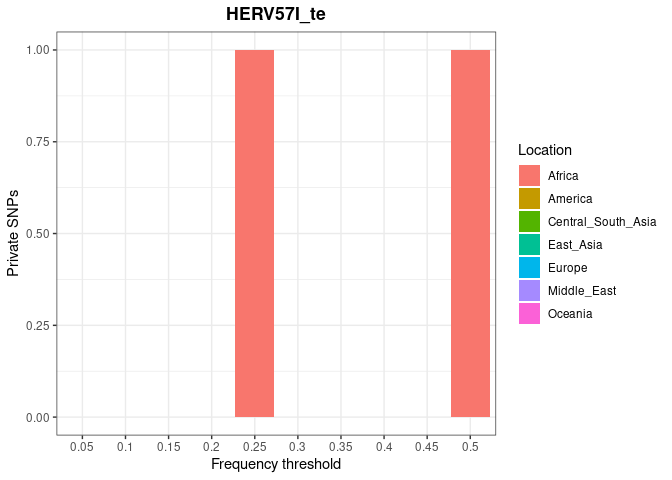 HERV57I_te
1.00
0.75
0.50
0.25
0.00
Private SNPs
0.05 0.1 0.15 0.2 0.25 0.3 0.35 0.4 0.45 0.5
Frequency threshold
Location
Africa
America
Central_South_Asia
East_Asia
Europe
Middle_East
Oceania